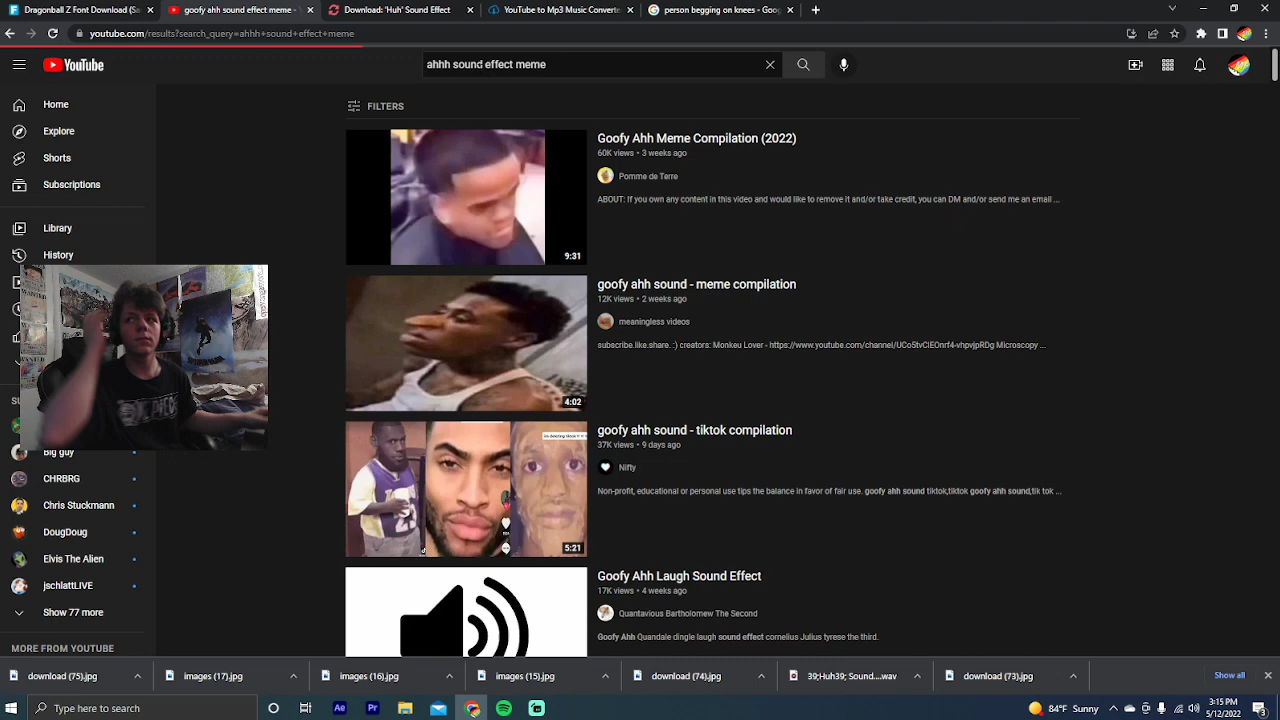 Dragonball Z Font Download (Se
goofy ahh sound effect meme -
Download: 'Huh' Sound Effect
YouTube to Mp3 Music Converte
person begging on knees - Goog
youtube.com/results?search_query=ahhh+sound+effect+meme
YouTube
ahhh sound effect meme
Home
Explore
Shorts
Subscriptions
Library
History
big guy
CHRBRG
Chris Stuckmann
DougDoug
Elvis The Alien
jschlattLIVE
Show 77 more
MORE FROM YOUTUBE
FILTERS
9:31
Goofy Ahh Meme Compilation (2022)
60K views • 3 weeks ago
Pomme de Terre
ABOUT: If you own any content in this video and would like to remove it and/or take credit, you can DM and/or send me an email ...
4:02
goofy ahh sound - meme compilation
12K views • 2 weeks ago
meaningless videos
subscribe.like.share. :) creators: Monkeu Lover - https://www.youtube.com/channel/UCo5tvClEOnrf4-vhpvjpRDg Microscopy ...
5:21
goofy ahh sound - tiktok compilation
37K views • 9 days ago
Nifty
Non-profit, educational or personal use tips the balance in favor of fair use. goofy ahh sound tiktok,tiktok goofy ahh sound,tik tok ...
Goofy Ahh Laugh Sound Effect
17K views • 4 weeks ago
Quantavious Bartholomew The Second
Goofy Ahh Quandale dingle laugh sound effect cornelius Julius tyrese the third.
download (75).jpg
images (17).jpg
images (16).jpg
images (15).jpg
download (74).jpg
39;Huh39; Sound....wav
download (73).jpg
Show all
Type here to search
Ae
Pr
84°F Sunny
3:15 PM
5/12/2022